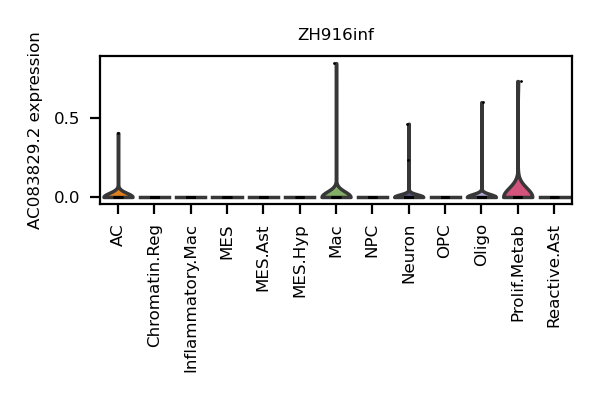 ZH916inf
AC083829.2 expression
0.5
0.0
AC
Chromatin.Reg
Inflammatory.Mac
MES
MES.Ast
MES.Hyp
Mac
NPC
Neuron
OPC
Oligo
Prolif.Metab
Reactive.Ast